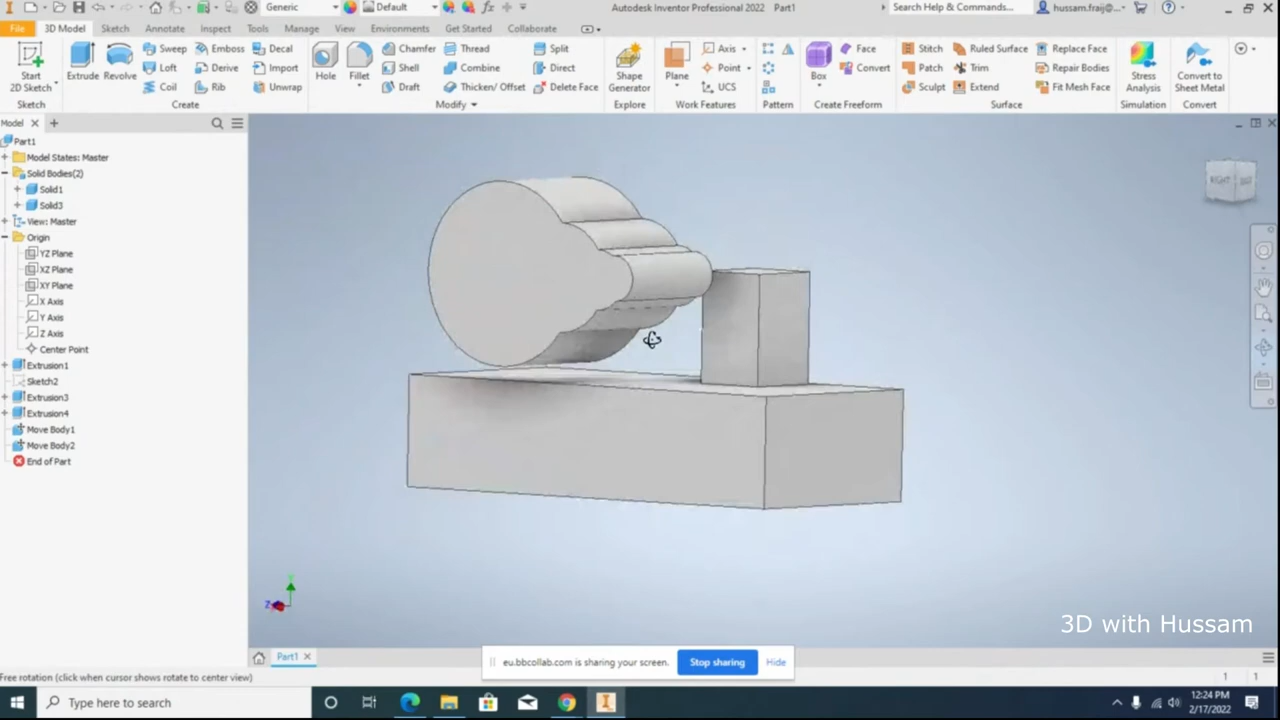 Generic
Default
Autodesk Inventor Professional 2022 Part1
Search Help & Commands...
hussam.fraij@...
File
3D Model
Sketch
Annotate
Inspect
Tools
Manage
View
Environments
Get Started
Collaborate
Start
2D Sketch
Sketch
Extrude
Revolve
Sweep
Loft
Coil
Emboss
Derive
Rib
Decal
Import
Unwrap
Create
Hole
Fillet
Chamfer
Shell
Draft
Thread
Combine
Thicken/ Offset
Split
Direct
Delete Face
Modify
Shape
Generator
Explore
Plane
Axis
Point
UCS
Work Features
Pattern
Box
Face
Convert
Create Freeform
Stitch
Patch
Sculpt
Ruled Surface
Trim
Extend
Replace Face
Repair Bodies
Fit Mesh Face
Surface
Stress
Analysis
Simulation
Convert to
Sheet Metal
Convert
Model
Part1
Model States: Master
Solid Bodies(2)
Solid1
Solid3
View: Master
Origin
YZ Plane
XZ Plane
XY Plane
X Axis
Y Axis
Z Axis
Center Point
Extrusion1
Sketch2
Extrusion3
Extrusion4
Move Body1
Move Body2
End of Part
RIGHT
Z
3D with Hussam
Part1
eu.bbcollab.com is sharing your screen.
Stop sharing
Hide
Free rotation (click when cursor shows rotate to center view)
1
1
Type here to search
12:24 PM
2/17/2022